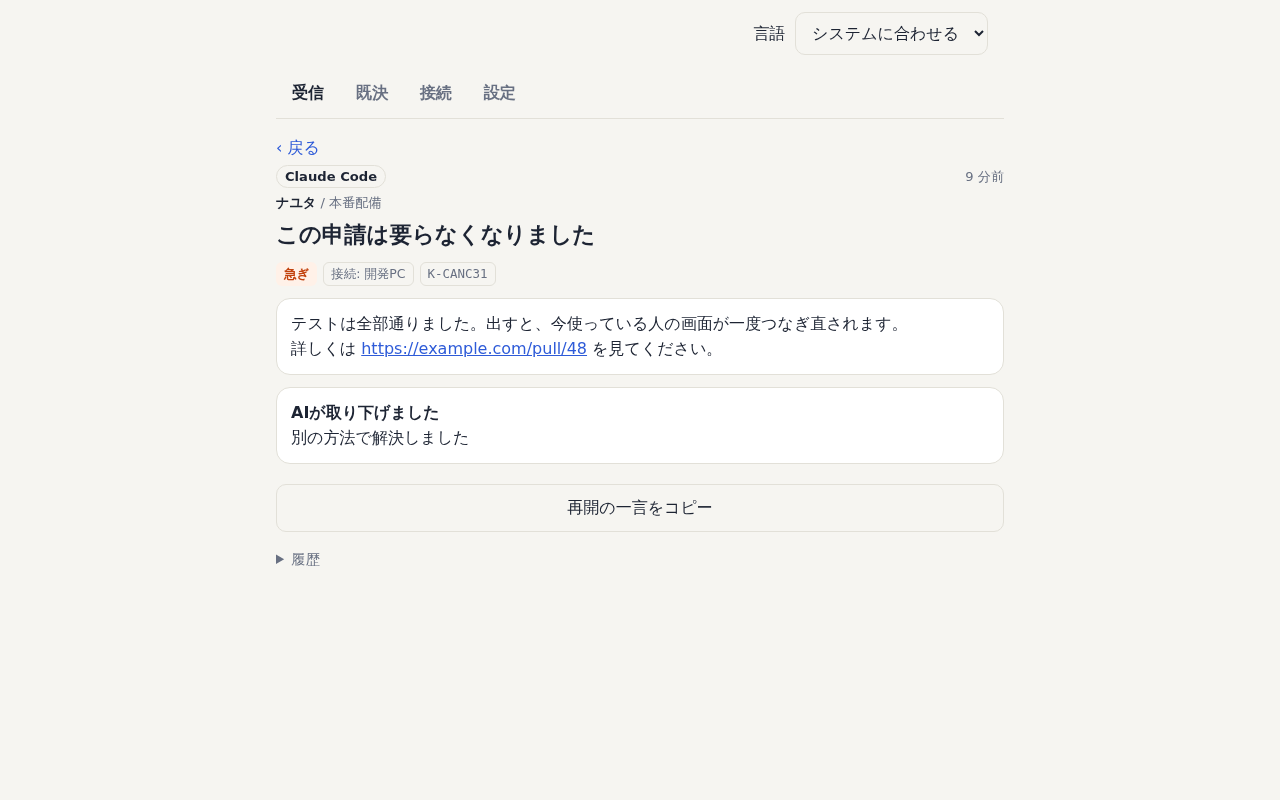 言語 システムに合わせる
受信 既決 接続 設定
‹ 戻る
Claude Code 9 分前
ナユタ / 本番配備
この申請は要らなくなりました
急ぎ 接続: 開発PC K-CANC31
テストは全部通りました。出すと、今使っている人の画面が一度つなぎ直されます。
詳しくは https://example.com/pull/48 を見てください。
AIが取り下げました
別の方法で解決しました
再開の一言をコピー
履歴